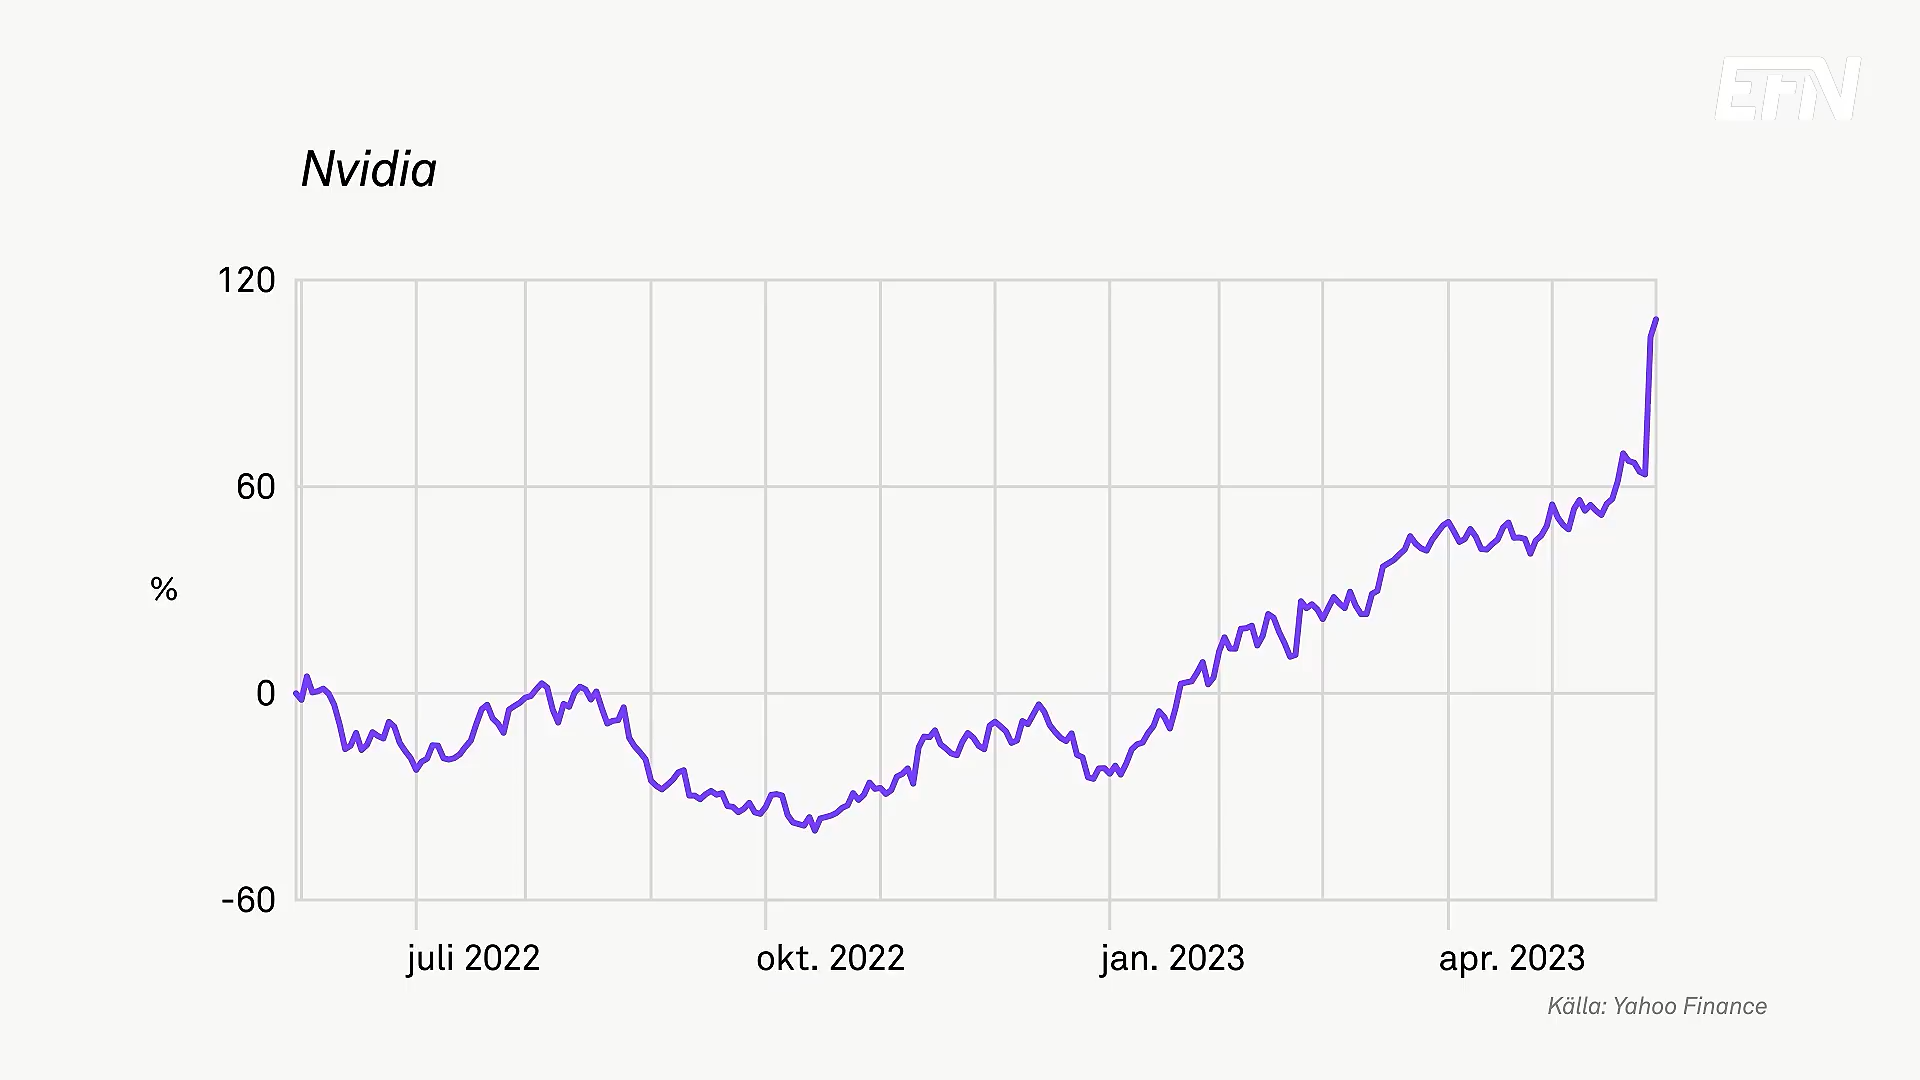 EFN
Nvidia
120
60
%
0
-60
juli 2022
okt. 2022
jan. 2023
apr. 2023
Källa: Yahoo Finance